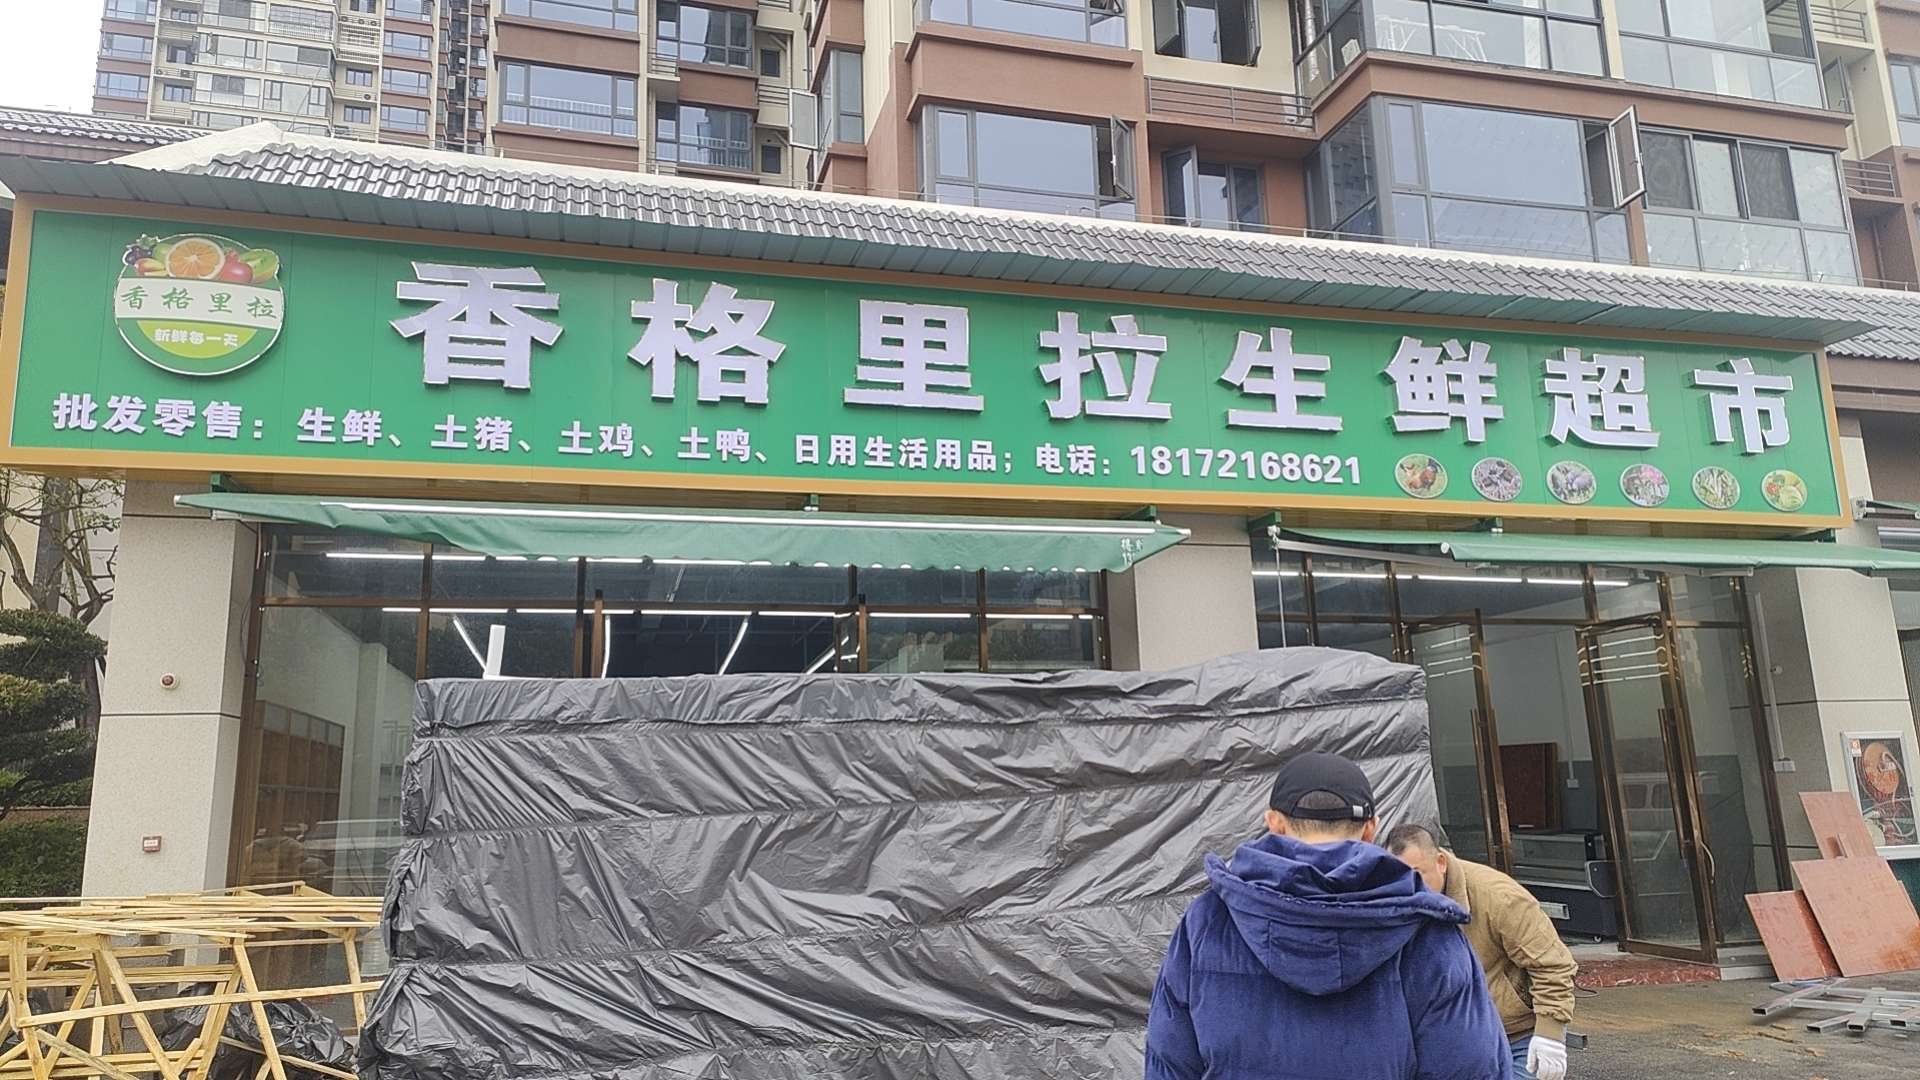 香格里拉
新鲜每一天
香格里拉生鲜超市
批发零售：生鲜、土猪、土鸡、土鸭、日用生活用品；电话：18172168621